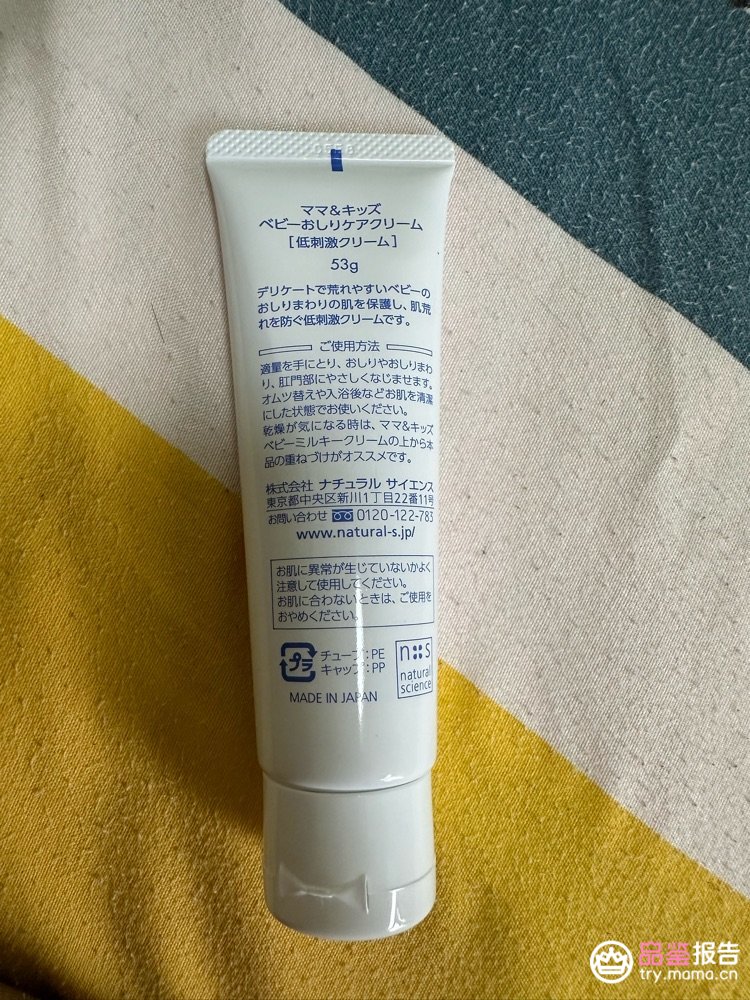 ママ&キッズ
ベビーおしりケアクリーム
[低刺激クリーム]
53g
デリケートで荒れやすいベビーの
おしりまわりの肌を保護し、肌荒
れを防ぐ低刺激クリームです。
ご使用方法
適量を手にとり、おしりやおしりまわ
り、肛門部にやさしくなじませます。
オムツ替えや入浴後などお肌を清潔
にした状態でお使いください。
乾燥が気になる時は、ママ&キッズ
ベビーミルキークリームの上から本
品の重ねづけがオススメです。
株式会社 ナチュラル サイエンス
東京都中央区新川1丁目22番11号
お問い合わせ 0120-122-783
www.natural-s.jp/
お肌に異常が生じていないかよく
注意して使用してください。
お肌に合わないときは、ご使用を
おやめください。
プラ
チューブ:PE
キャップ:PP
MADE IN JAPAN
n s
natural
science
品鉴报告
try.mama.cn